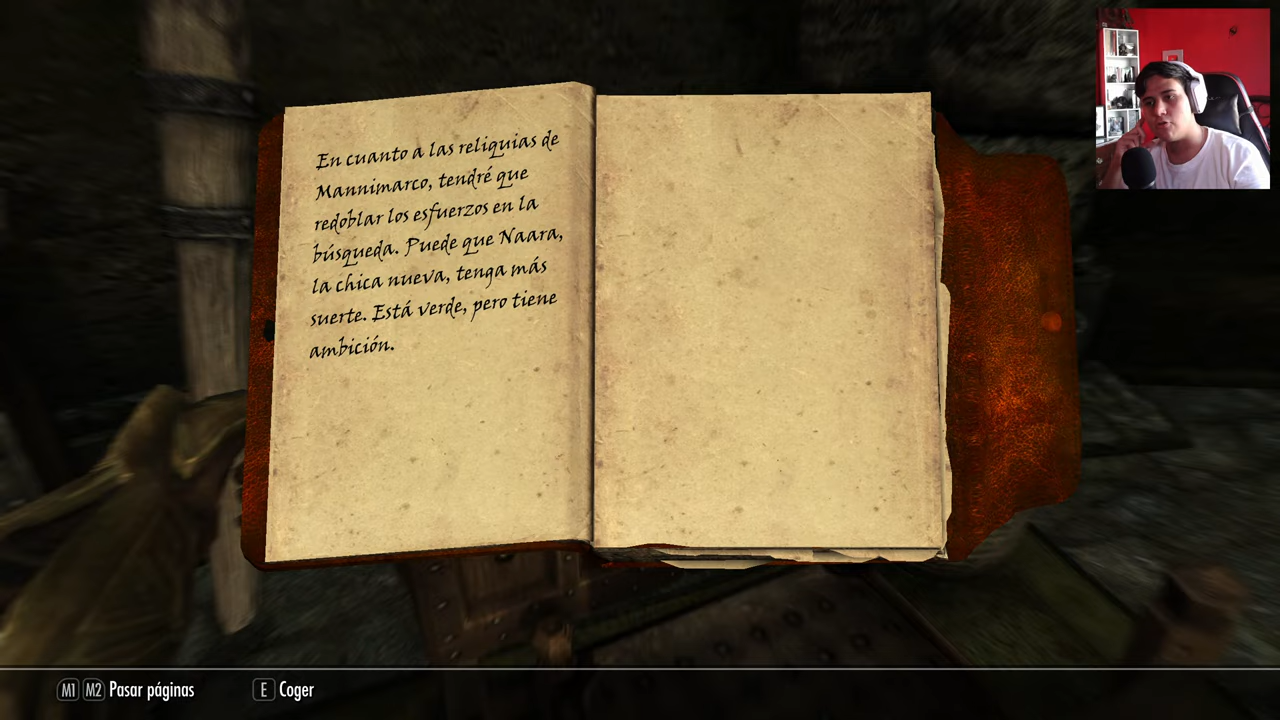 En cuanto a las reliquias de
Mannimarco, tendré que
redoblar los esfuerzos en la
búsqueda. Puede que Naara,
la chica nueva, tenga más
suerte. Está verde, pero tiene
ambición.
M1 M2 Pasar páginas E Coger